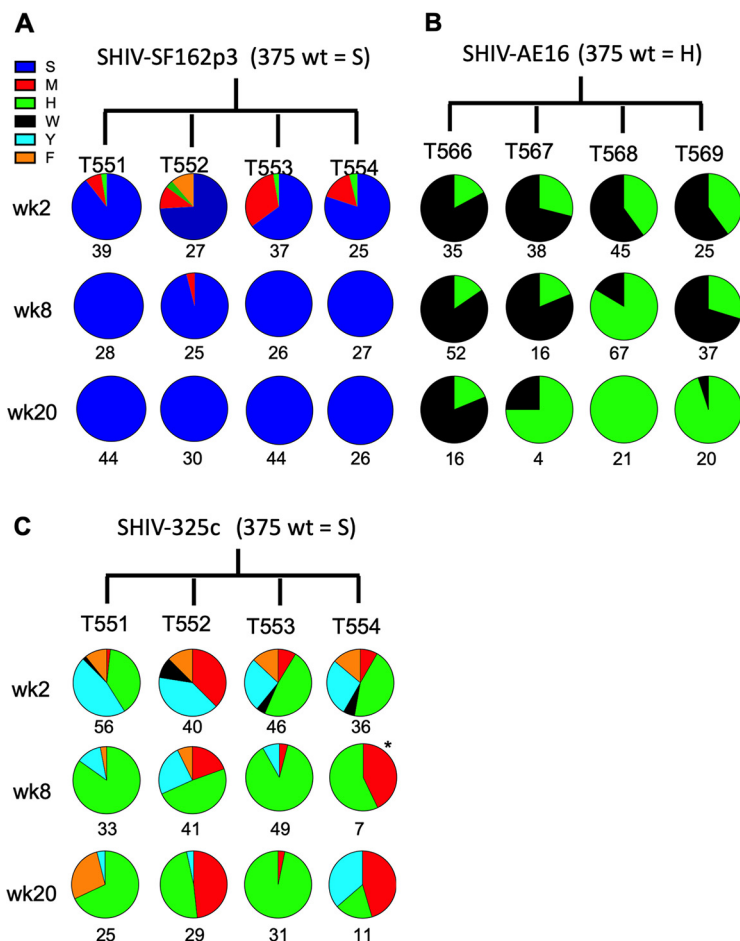 A
SHIV-SF162p3 (375 wt = S)
S
M
H
W
Y
F
T551 T552 T553 T554
wk2
39 27 37 25
wk8
28 25 26 27
wk20
44 30 44 26
B
SHIV-AE16 (375 wt = H)
T566 T567 T568 T569
35 38 45 25
52 16 67 37
16 4 21 20
C
SHIV-325c (375 wt = S)
T551 T552 T553 T554
wk2
56 40 46 36
wk8
*
33 41 49 7
wk20
25 29 31 11